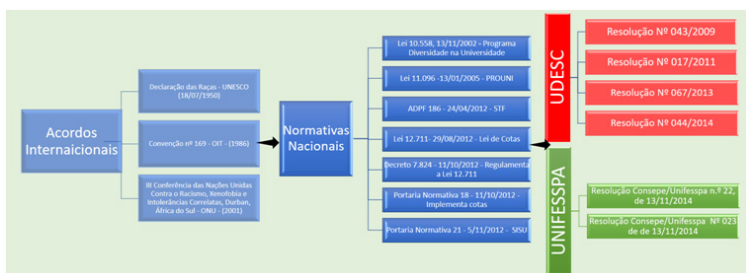 Acordos
Internaicionais
Declaração das Raças - UNESCO
(18/07/1950)
Convenção nº 169 - OIT - (1986)
III Conferência das Nações Unidas
Contra o Racismo, Xenofobia e
Intolerâncias Correlatas, Durban,
África do Sul - ONU - (2001)
Normativas
Nacionais
Lei 10.558, 13/11/2002 - Programa
Diversidade na Universidade
Lei 11.096 -13/01/2005 - PROUNI
ADPF 186 - 24/04/2012 - STF
Lei 12.711- 29/08/2012 - Lei de Cotas
Decreto 7.824 - 11/10/2012 - Regulamenta
a Lei 12.711
Portaria Normativa 18 - 11/10/2012 -
Implementa cotas
Portaria Normativa 21 - 5/11/2012 - SISU
UDESC
Resolução Nº 043/2009
Resolução Nº 017/2011
Resolução Nº 067/2013
Resolução Nº 044/2014
UNIFESSPA
Resolução Consepe/Unifesspa n.º 22,
de 13/11/2014
Resolução Consepe/Unifesspa Nº 023
de de 13/11/2014